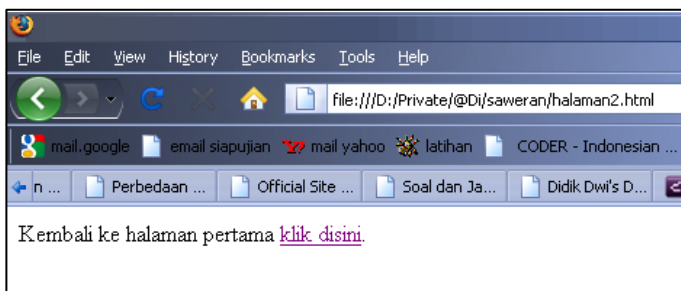 File Edit View History Bookmarks Tools Help
file:///D:/Private/@Di/saweran/halaman2.html
mail.google email siapujian mail yahoo latihan CODER - Indonesian ...
n ... Perbedaan ... Official Site ... Soal dan Ja... Didik Dwi's D...
Kembali ke halaman pertama klik disini.